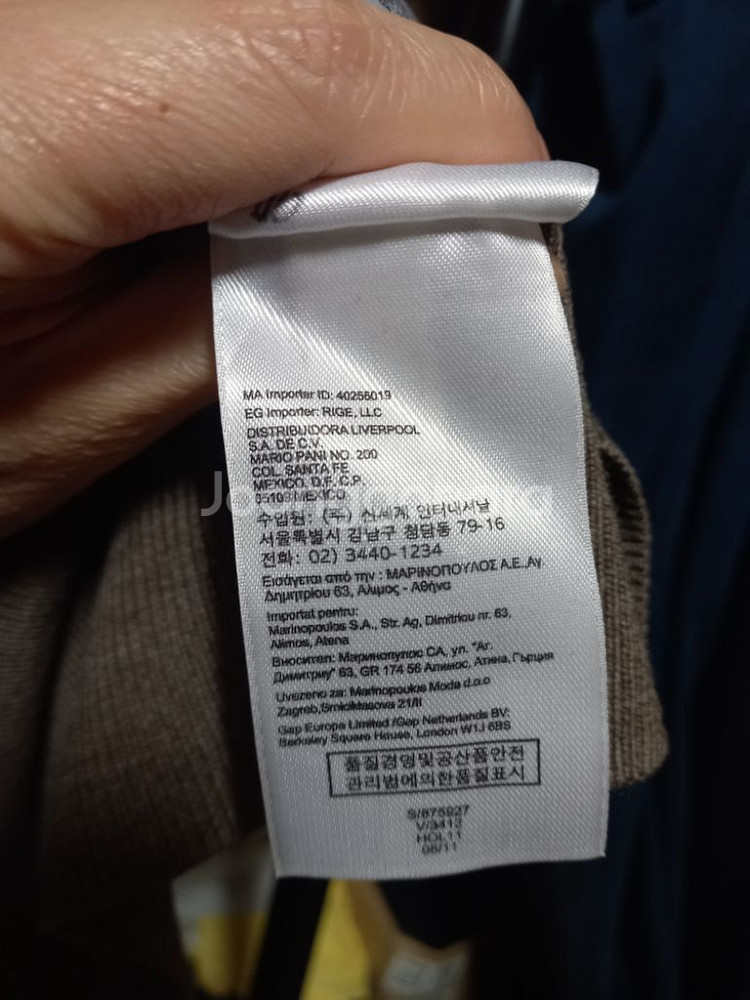 MA Importer ID: 40256019
EG Importer: RIGE, LLC
DISTRIBUIDORA LIVERPOOL
S.A. DE C.V.
MARIO PANI NO. 200
COL. SANTA FE
MEXICO, D.F. C.P.
05109 MEXICO
수입원: (주) 신세계 인터내셔날
서울특별시 강남구 청담동 79-16
전화: 02) 3440-1234
Εισάγεται από την : ΜΑΡΙΝΟΠΟΥΛΟΣ Α.Ε. Αγ.
Δημητρίου 63, Αλιμος - Αθήνα
Importat pentru:
Marinopoulos S.A., Str. Ag, Dimitriou nr. 63,
Alimos, Atena
Вносител: Маринопулос СА, ул. "Аг.
Димитриу" 63, GR 174 56 Алимос, Атина, Гърция
Uvezeno za: Marinopoulos Moda d.o.o
Zagreb, Smiciklasova 21/II
Gap Europe Limited /Gap Netherlands BV:
Berkeley Square House, London W1J 6BS
품질경영및공산품안전
관리법에의한품질표시
S/875927
V/3412
HOL11
08/11